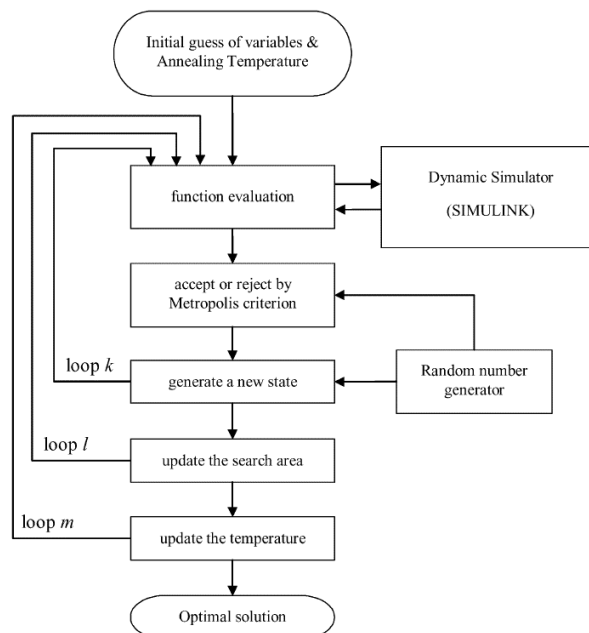 Initial guess of variables &
Annealing Temperature
function evaluation
Dynamic Simulator
(SIMULINK)
accept or reject by
Metropolis criterion
loop k
generate a new state
Random number
generator
loop l
update the search area
loop m
update the temperature
Optimal solution